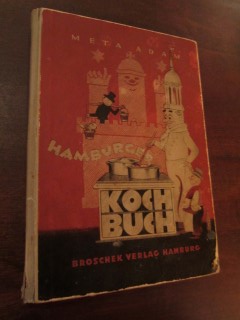 META ADAM
HAMBURGER
KOCH
BUCH
BROSCHEK VERLAG HAMBURG